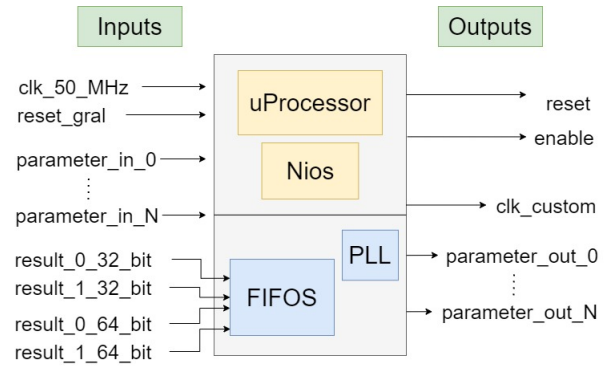 Inputs
Outputs
clk_50_MHz
reset_gral
parameter_in_0
parameter_in_N
result_0_32_bit
result_1_32_bit
result_0_64_bit
result_1_64_bit
uProcessor
Nios
PLL
FIFOS
reset
enable
clk_custom
parameter_out_0
parameter_out_N